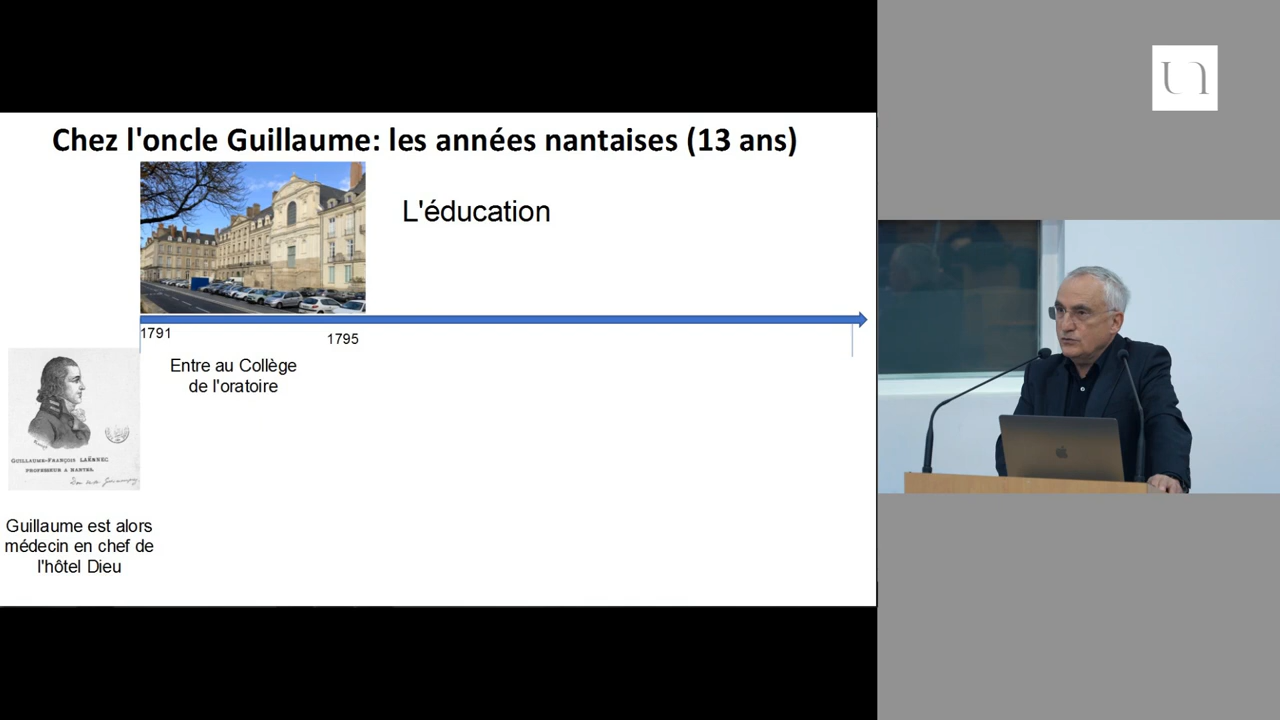 Chez l'oncle Guillaume: les années nantaises (13 ans)
L'éducation
1791
1795
Entre au Collège
de l'oratoire
GUILLAUME-FRANÇOIS LAËNNEC
PROFESSEUR A NANTES.
Guillaume est alors
médecin en chef de
l'hôtel Dieu